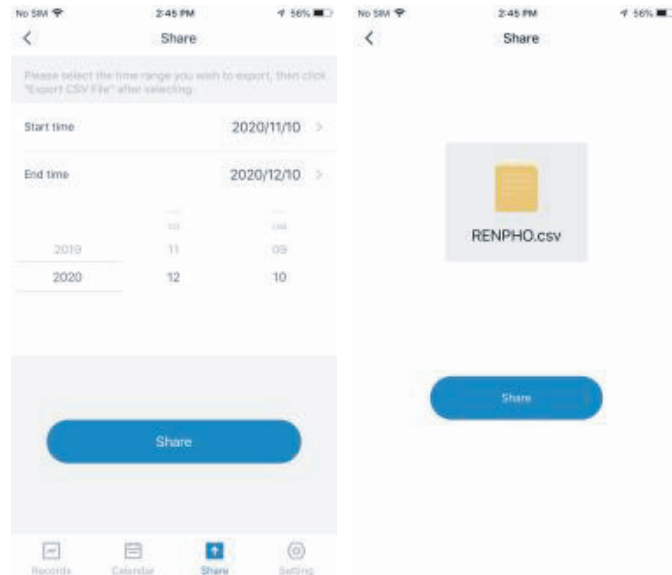 No SIM 2:45 PM 56%
Share
Please select the time range you wish to export, then click
"Export CSV File" after selecting.
Start time 2020/11/10
End time 2020/12/10
10 08
2019 11 09
2020 12 10
Share
Records Calendar Share Setting
No SIM 2:45 PM 56%
Share
RENPHO.csv
Share